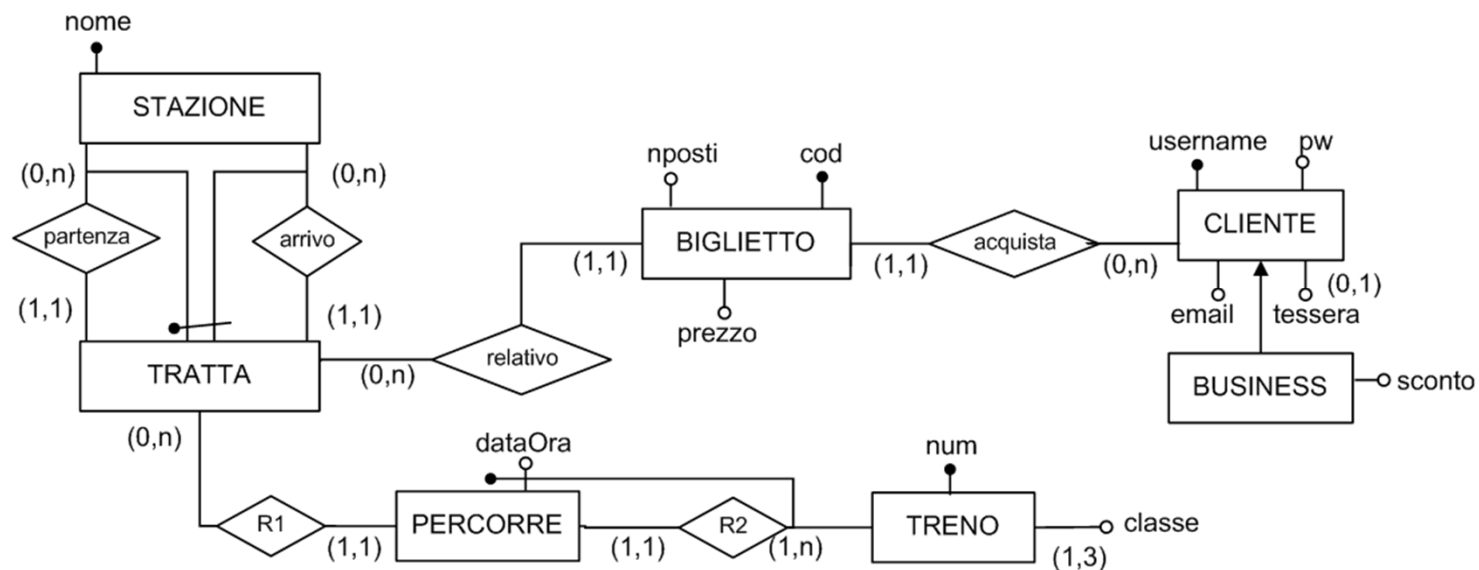 nome
STAZIONE
(0,n)
(0,n)
partenza
arrivo
(1,1)
(1,1)
TRATTA
(0,n)
(0,n)
relativo
nposti
cod
BIGLIETTO
(1,1)
(1,1)
prezzo
acquista
(0,n)
username
pw
CLIENTE
(0,1)
email
tessera
BUSINESS
sconto
R1
(1,1)
dataOra
PERCORRE
(1,1)
R2
(1,n)
num
TRENO
classe
(1,3)